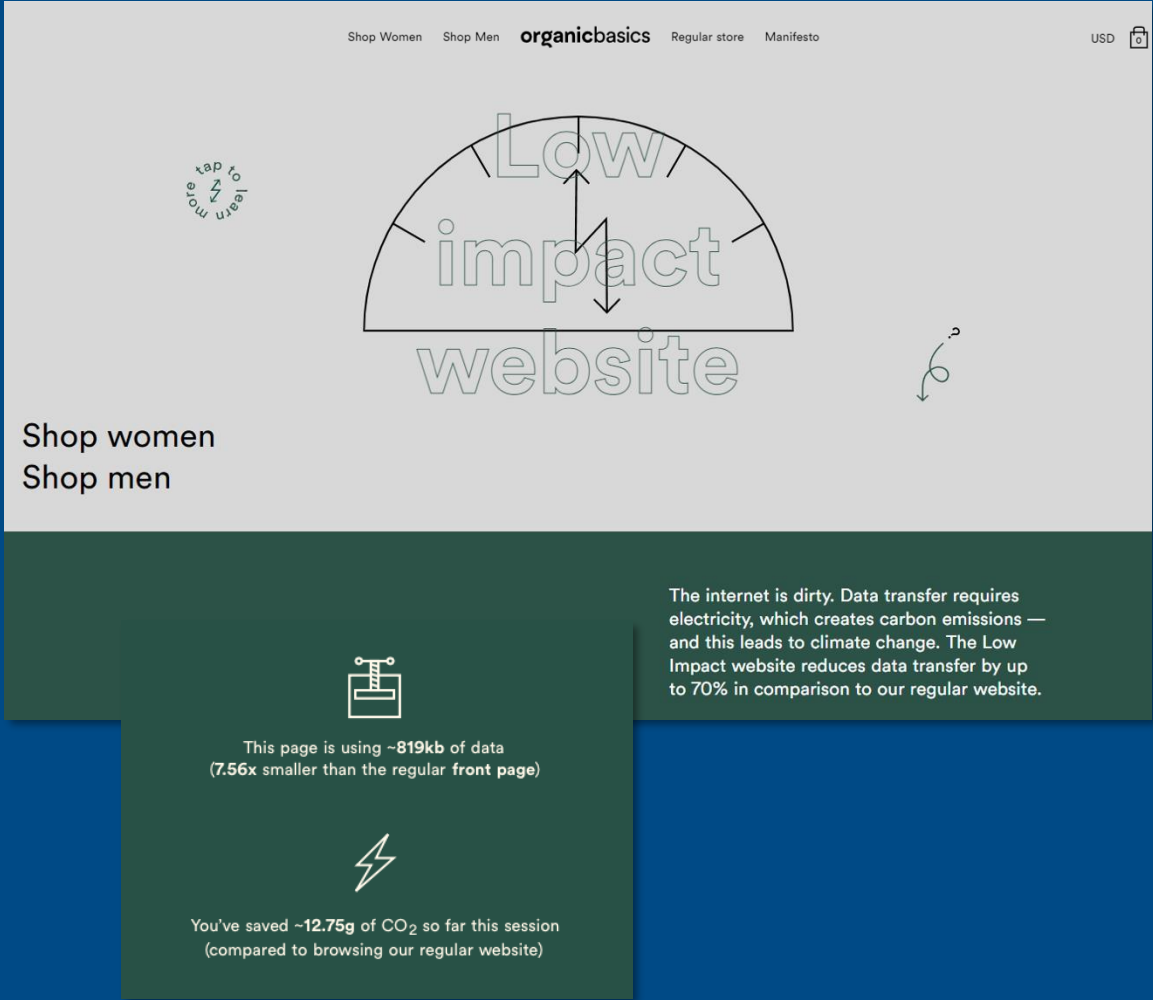 Shop Women Shop Men organicbasics Regular store Manifesto USD 0
Low
impact
website
tap to learn more
?
Shop women
Shop men
The internet is dirty. Data transfer requires
electricity, which creates carbon emissions —
and this leads to climate change. The Low
Impact website reduces data transfer by up
to 70% in comparison to our regular website.
This page is using ~819kb of data
(7.56x smaller than the regular front page)
You've saved ~12.75g of CO₂ so far this session
(compared to browsing our regular website)